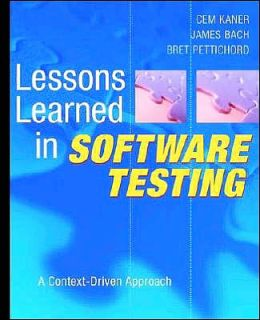 CEM KANER
JAMES BACH
BRET PETTICHORD
Lessons
Learned
in SOFTWARE
TESTING
A Context-Driven Approach